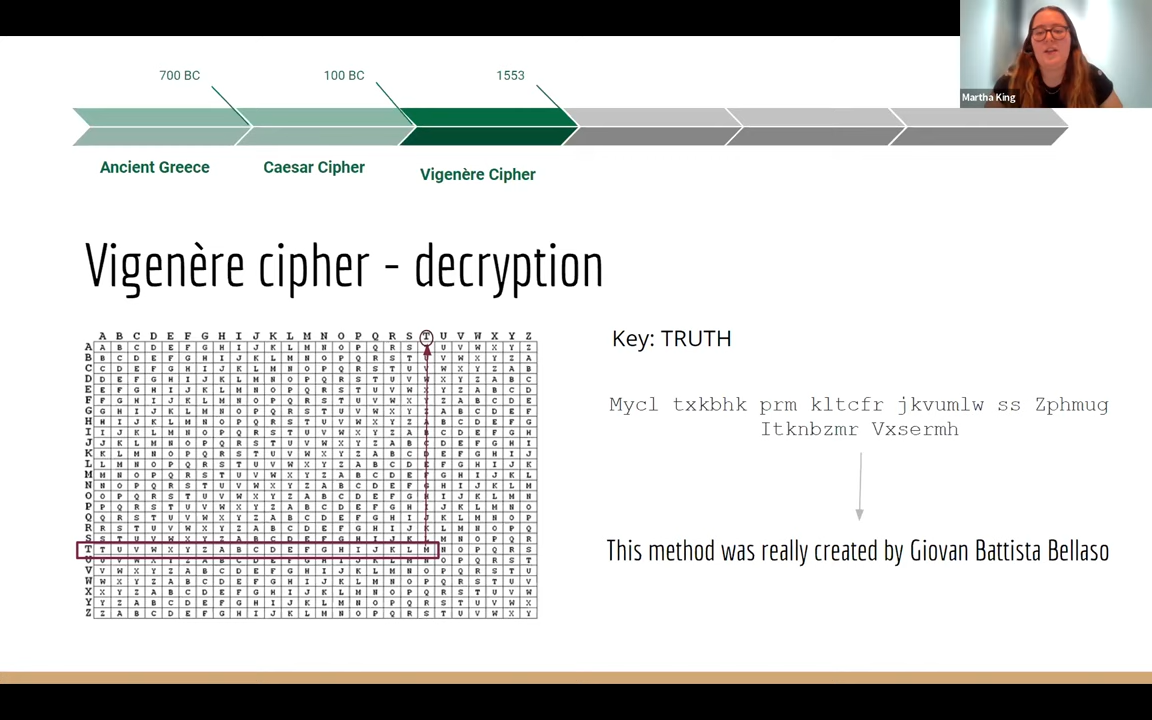 Martha King
700 BC
100 BC
1553
Ancient Greece
Caesar Cipher
Vigenère Cipher
Vigenère cipher - decryption
A B C D E F G H I J K L M N O P Q R S T U V W X Y Z
A A B C D E F G H I J K L M N O P Q R S U V W X Y Z
B B C D E F G H I J K L M N O P Q R S T U V W X Y Z A
C C D E F G H I J K L M N O P Q R S T U V W X Y Z A B
D D E F G H I J K L M N O P Q R S T U V W X Y Z A B C
E E F G H I J K L M N O P Q R S T U V W X Y Z A B C D
F F G H I J K L M N O P Q R S T U V W X Y Z A B C D E
G G H I J K L M N O P Q R S T U V W X Y Z A B C D E F
H H I J K L M N O P Q R S T U V W X Y Z A B C D E F G
I I J K L M N O P Q R S T U V W X Y Z A B C D E F G H
J J K L M N O P Q R S T U V W X Y Z A B C D E F G H I
K K L M N O P Q R S T U V W X Y Z A B C D E F G H I J
L L M N O P Q R S T U V W X Y Z A B C D E F G H I J K
M M N O P Q R S T U V W X Y Z A B C D E F G H I J K L
N N O P Q R S T U V W X Y Z A B C D E F G H I J K L M
O O P Q R S T U V W X Y Z A B C D E F G H I J K L M N
P P Q R S T U V W X Y Z A B C D E F G H I J K L M N O
Q Q R S T U V W X Y Z A B C D E F G H I J K L M N O P
R R S T U V W X Y Z A B C D E F G H I J K L M N O P Q
S S T U V W X Y Z A B C D E F G H I J K L M N O P Q R
T T U V W X Y Z A B C D E F G H I J K L M N O P Q R S
U U V W X Y Z A B C D E F G H I J K L M N O P Q R S T
V V W X Y Z A B C D E F G H I J K L M N O P Q R S T U
W W X Y Z A B C D E F G H I J K L M N O P Q R S T U V
X X Y Z A B C D E F G H I J K L M N O P Q R S T U V W
Y Y Z A B C D E F G H I J K L M N O P Q R S T U V W X
Z Z A B C D E F G H I J K L M N O P Q R S T U V W X Y
Key: TRUTH
Mycl txkbhk prm kltcfr jkvumlw ss Zphmug
Itknbzmr Vxsermh
This method was really created by Giovan Battista Bellaso